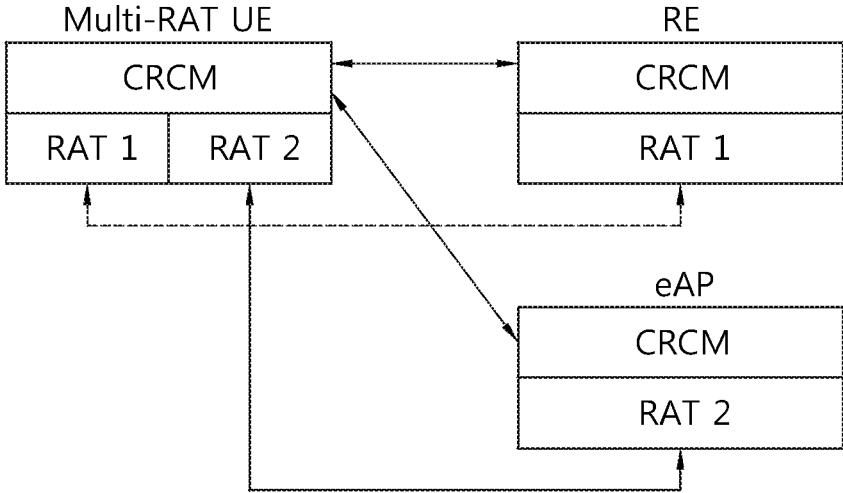 Multi-RAT UE
RE
CRCM
CRCM
RAT 1
RAT 2
RAT 1
eAP
CRCM
RAT 2